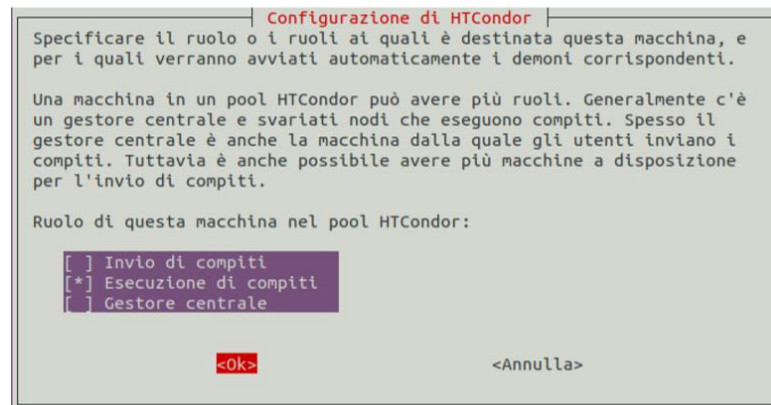 Configurazione di HTCondor
Specificare il ruolo o i ruoli ai quali è destinata questa macchina, e
per i quali verranno avviati automaticamente i demoni corrispondenti.
Una macchina in un pool HTCondor può avere più ruoli. Generalmente c'è
un gestore centrale e svariati nodi che eseguono compiti. Spesso il
gestore centrale è anche la macchina dalla quale gli utenti inviano i
compiti. Tuttavia è anche possibile avere più macchine a disposizione
per l'invio di compiti.
Ruolo di questa macchina nel pool HTCondor:
[ ] Invio di compiti
[*] Esecuzione di compiti
[ ] Gestore centrale
<Ok> <Annulla>